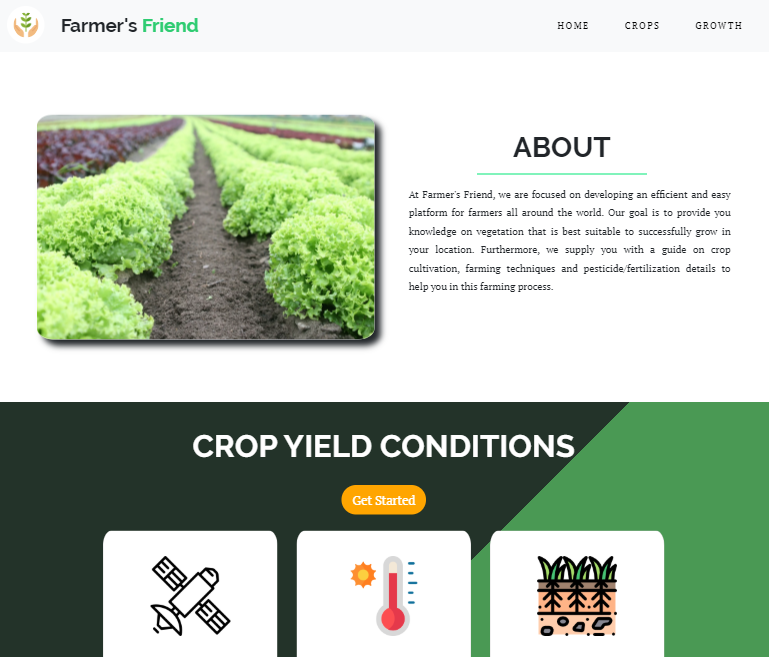 Farmer's Friend
HOME CROPS GROWTH
ABOUT
At Farmer's Friend, we are focused on developing an efficient and easy
platform for farmers all around the world. Our goal is to provide you
knowledge on vegetation that is best suitable to successfully grow in
your location. Furthermore, we supply you with a guide on crop
cultivation, farming techniques and pesticide/fertilization details to
help you in this farming process.
CROP YIELD CONDITIONS
Get Started